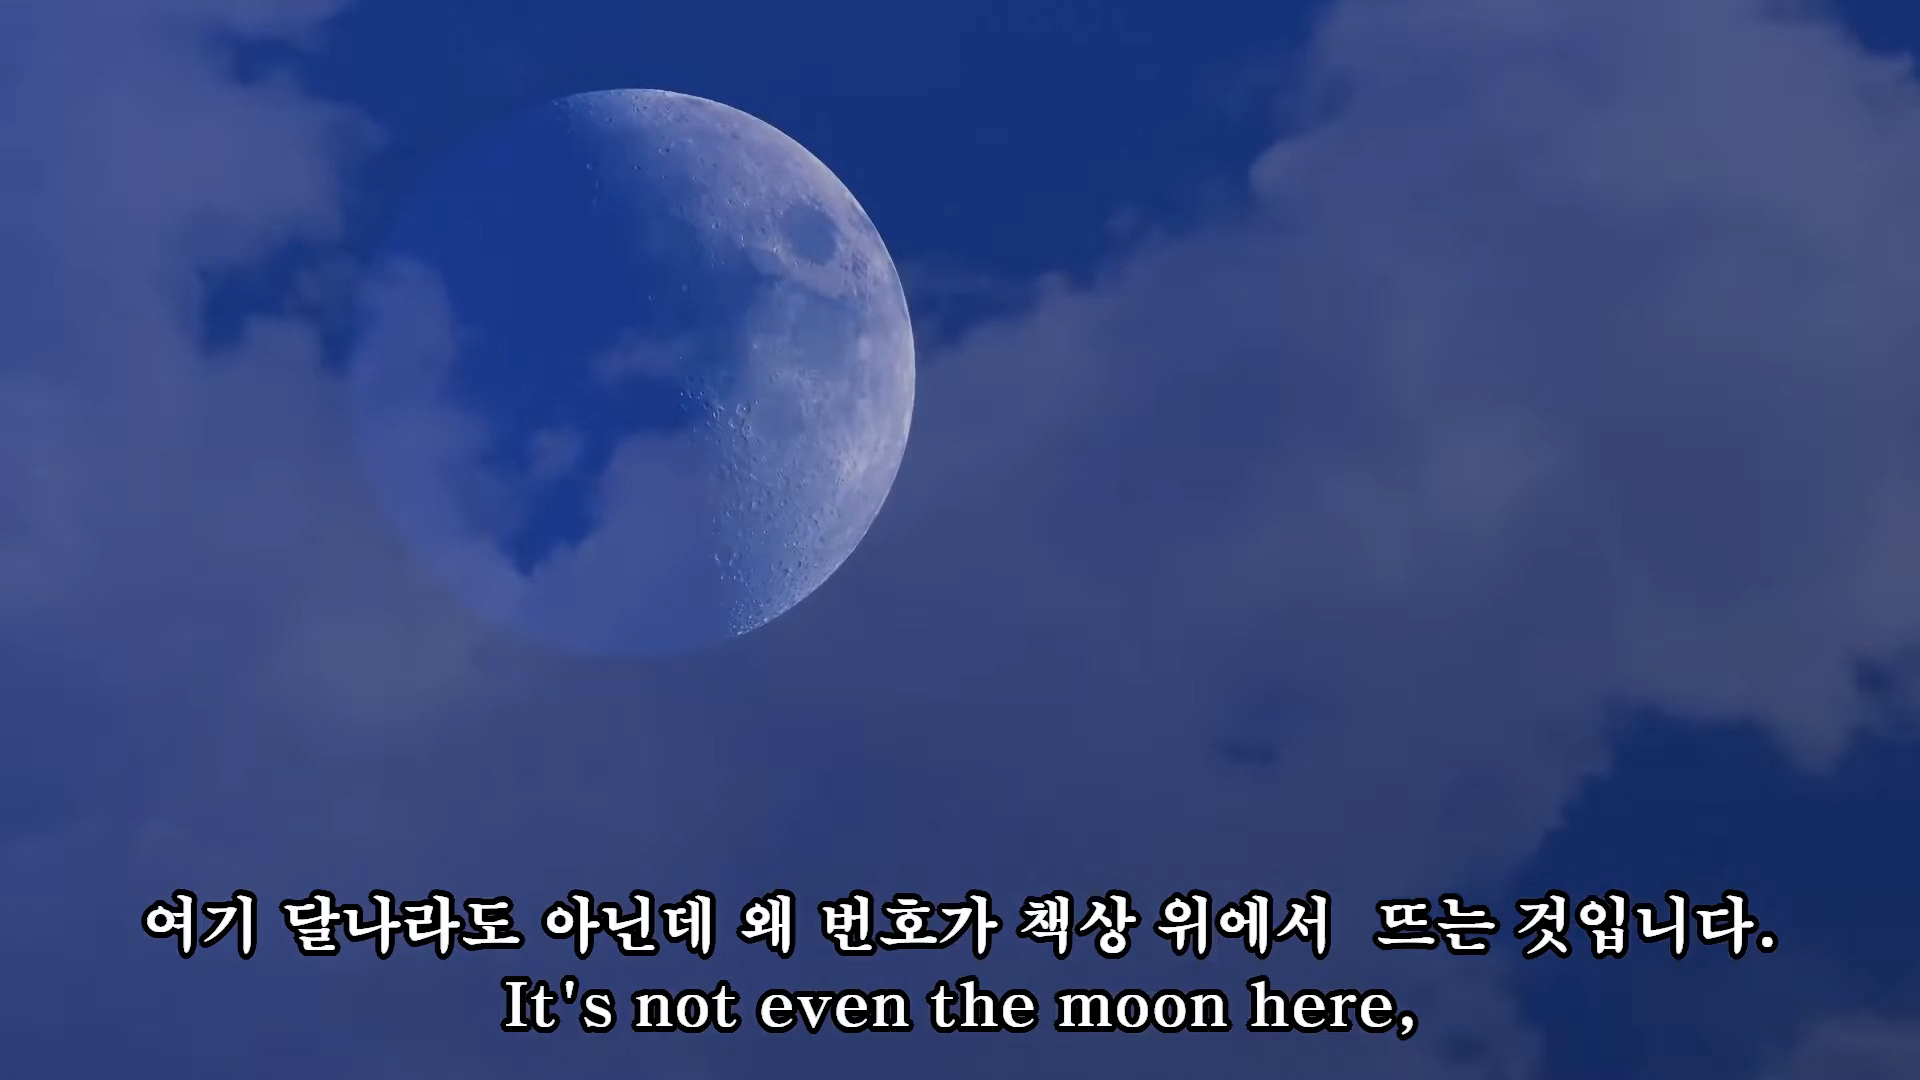 여기 달나라도 아닌데 왜 번호가 책상 위에서 뜨는 것입니다.
It's not even the moon here,